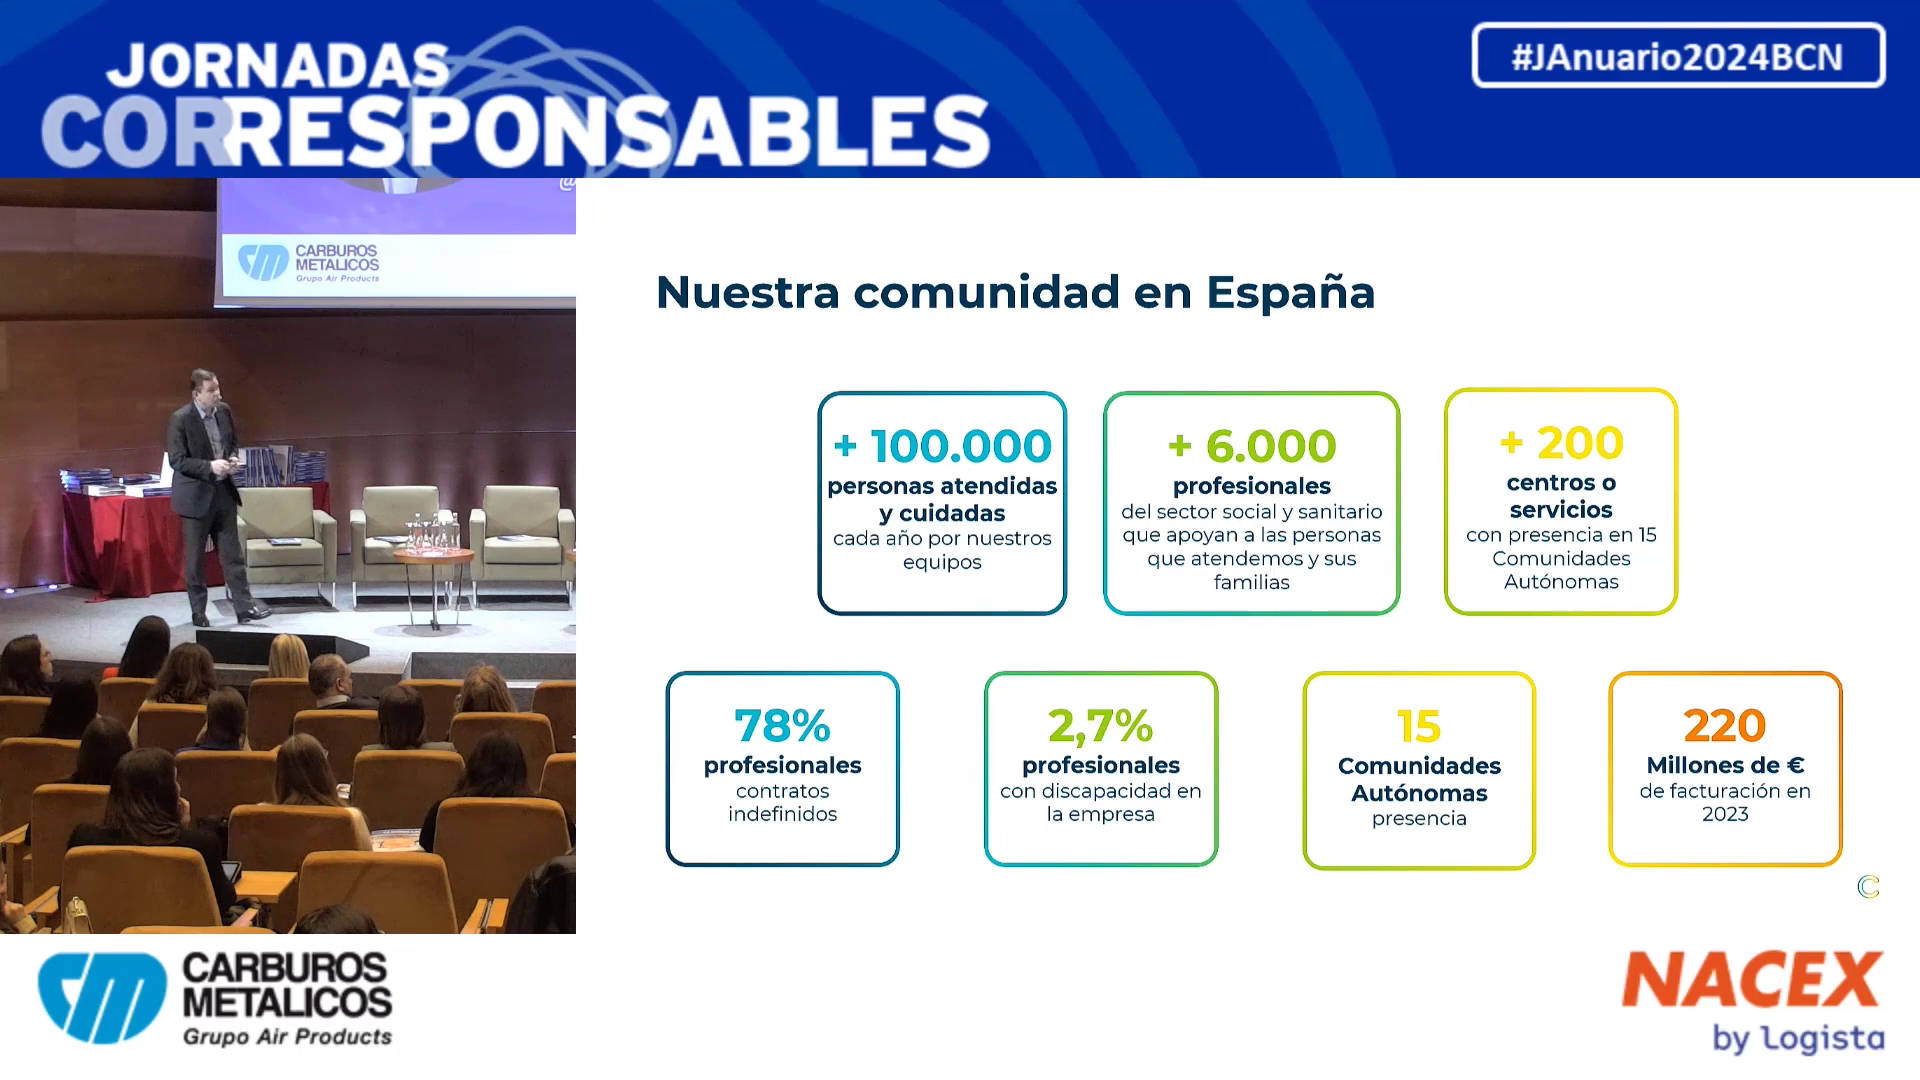 JORNADAS
CORRESPONSABLES
#JAnuario2024BCN
@
CARBUROS
METALICOS
Grupo Air Products
Nuestra comunidad en España
+ 100.000
personas atendidas
y cuidadas
cada año por nuestros
equipos
+ 6.000
profesionales
del sector social y sanitario
que apoyan a las personas
que atendemos y sus
familias
+ 200
centros o
servicios
con presencia en 15
Comunidades
Autónomas
78%
profesionales
contratos
indefinidos
2,7%
profesionales
con discapacidad en
la empresa
15
Comunidades
Autónomas
presencia
220
Millones de €
de facturación en
2023
CARBUROS
METALICOS
Grupo Air Products
NACEX
by Logista